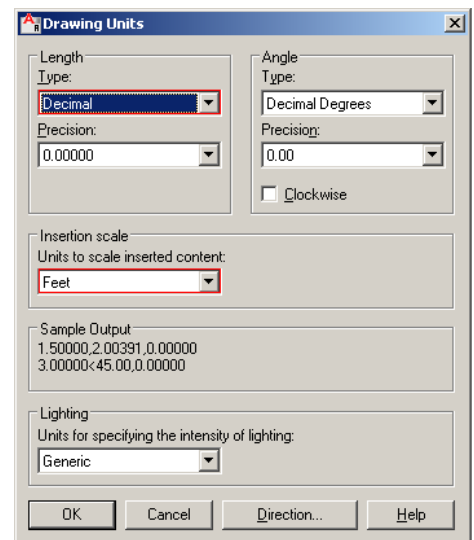 Drawing Units
Length
Type:
Decimal
Precision:
0.00000
Angle
Type:
Decimal Degrees
Precision:
0.00
Clockwise
Insertion scale
Units to scale inserted content:
Feet
Sample Output
1.50000,2.00391,0.00000
3.00000<45.00,0.00000
Lighting
Units for specifying the intensity of lighting:
Generic
OK Cancel Direction... Help